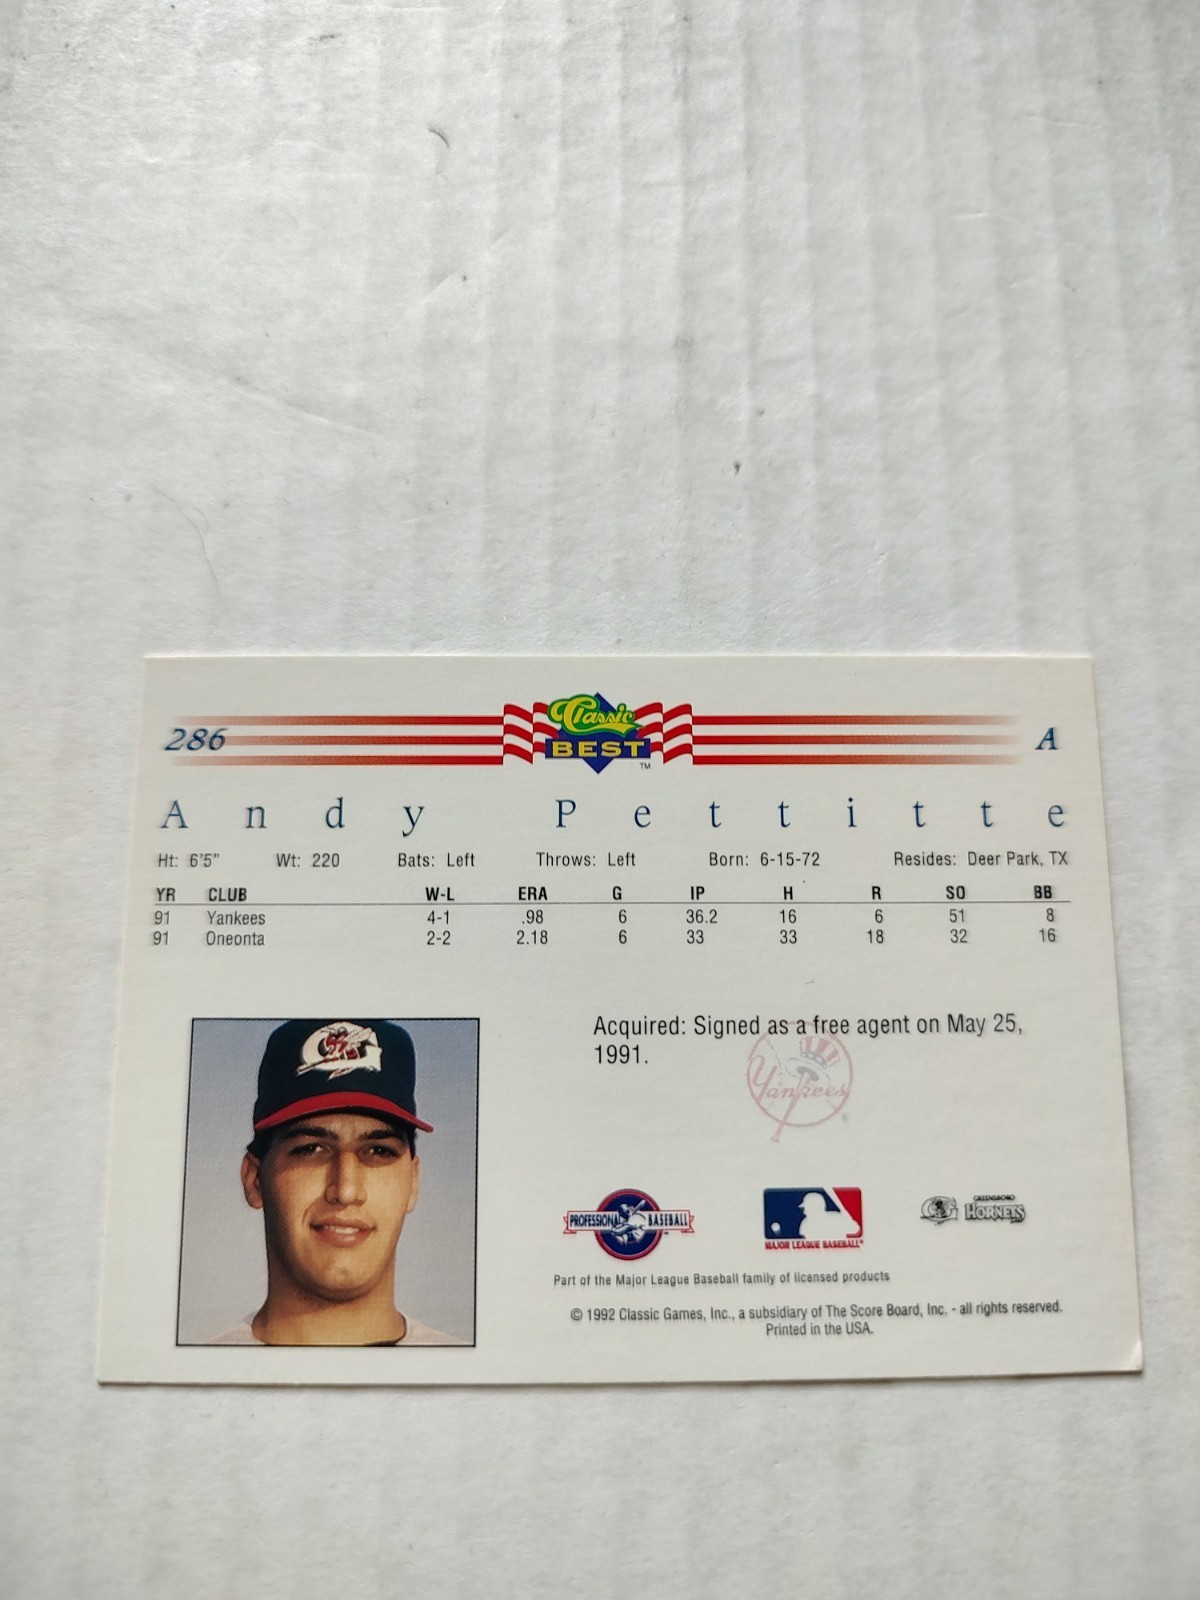 286
Classic
BEST
TM
A
Andy Pettitte
Ht: 6'5" Wt: 220 Bats: Left Throws: Left Born: 6-15-72 Resides: Deer Park, TX
YR CLUB W-L ERA G IP H R SO BB
91 Yankees 4-1 .98 6 36.2 16 6 51 8
91 Oneonta 2-2 2.18 6 33 33 18 32 16
Acquired: Signed as a free agent on May 25,
1991.
Yankees
PROFESSIONAL BASEBALL
MAJOR LEAGUE BASEBALL
GREENSBORO
HORNETS
Part of the Major League Baseball family of licensed products
© 1992 Classic Games, Inc., a subsidiary of The Score Board, Inc. - all rights reserved.
Printed in the USA.